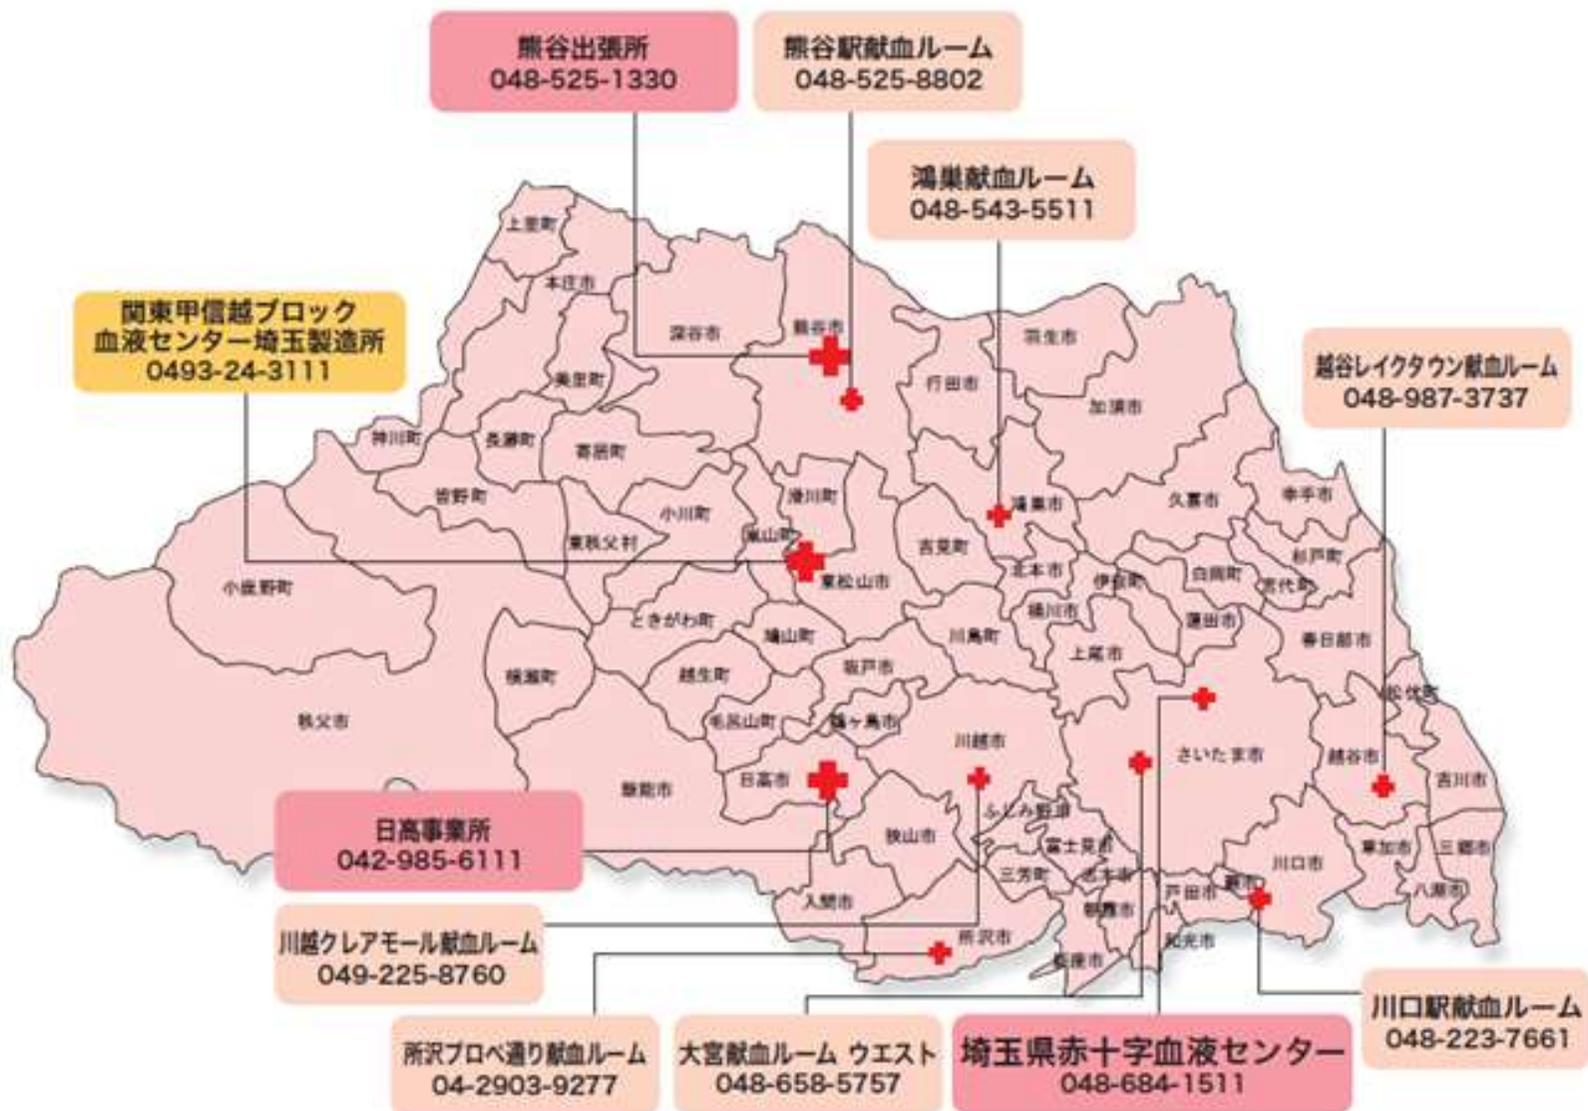 熊谷出張所
048-525-1330
熊谷駅献血ルーム
048-525-8802
鴻巣献血ルーム
048-543-5511
関東甲信越ブロック
血液センター埼玉製造所
0493-24-3111
越谷レイクタウン献血ルーム
048-987-3737
上里町
本庄市
深谷市
熊谷市
羽生市
行田市
加須市
美里町
神川町
長瀞町
寄居町
皆野町
小川町
滑川町
嵐山町
東秩父村
吉見町
鴻巣市
久喜市
幸手市
杉戸町
宮代町
白岡町
伊奈町
北本市
桶川市
蓮田市
春日部市
小鹿野町
東松山市
ときがわ町
鳩山町
川島町
上尾市
横瀬町
越生町
坂戸市
松伏町
秩父市
毛呂山町
鶴ヶ島市
川越市
さいたま市
越谷市
吉川市
飯能市
日高市
日高事業所
042-985-6111
狭山市
ふじみ野市
富士見市
三芳町
志木市
戸田市
蕨市
川口市
草加市
三郷市
八潮市
入間市
所沢市
朝霞市
和光市
新座市
川越クレアモール献血ルーム
049-225-8760
所沢プロペ通り献血ルーム
04-2903-9277
大宮献血ルーム ウエスト
048-658-5757
埼玉県赤十字血液センター
048-684-1511
川口駅献血ルーム
048-223-7661